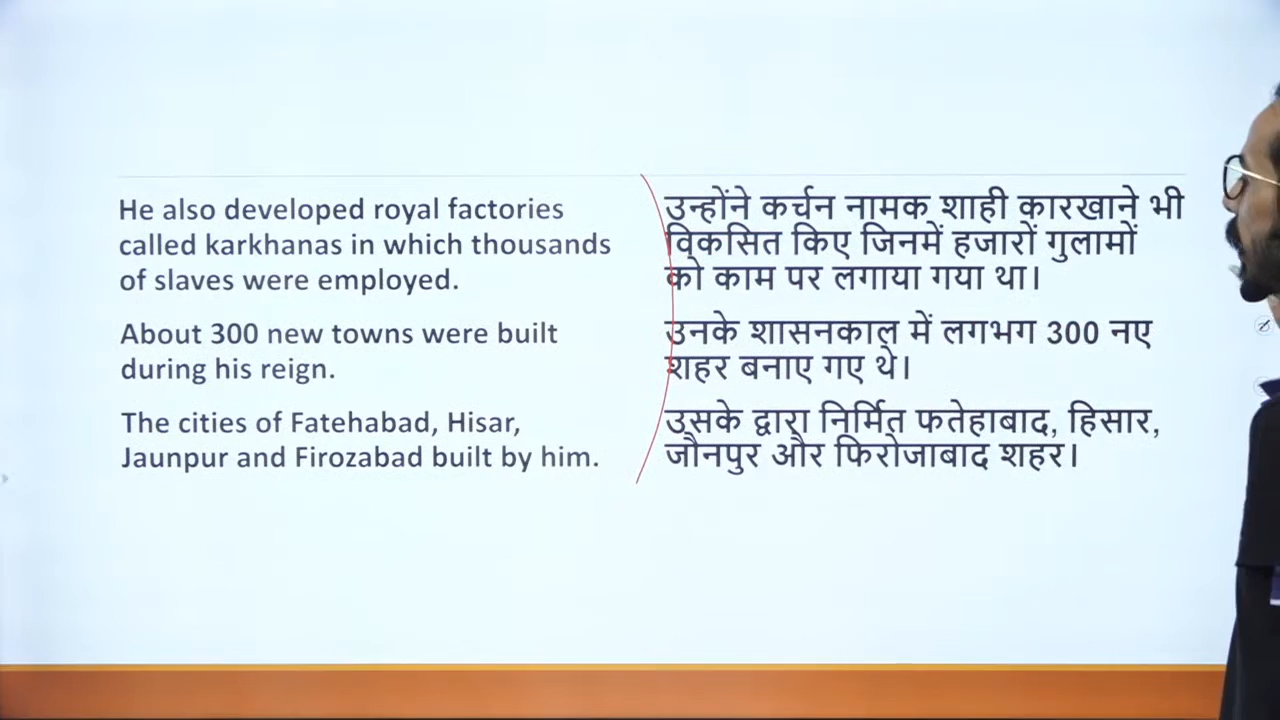 He also developed royal factories
called karkhanas in which thousands
of slaves were employed.
About 300 new towns were built
during his reign.
The cities of Fatehabad, Hisar,
Jaunpur and Firozabad built by him.
उन्होंने कर्चन नामक शाही कारखाने भी
विकसित किए जिनमें हजारों गुलामों
को काम पर लगाया गया था।
उनके शासनकाल में लगभग 300 नए
शहर बनाए गए थे।
उसके द्वारा निर्मित फतेहाबाद, हिसार,
जौनपुर और फिरोजाबाद शहर।